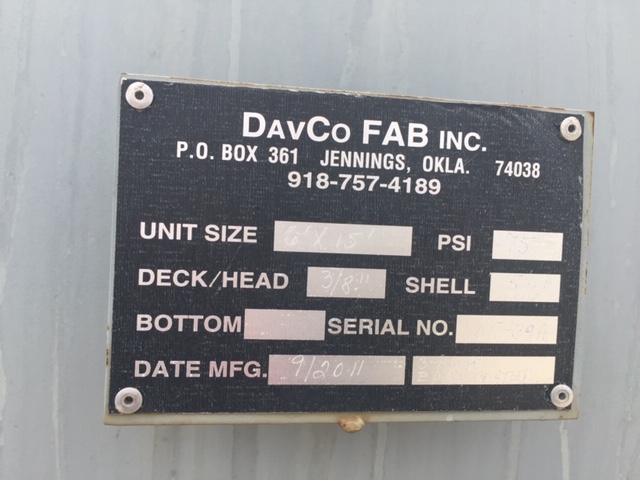 DAVCO FAB INC.
P.O. BOX 361 JENNINGS, OKLA. 74038
918-757-4189
UNIT SIZE 6' X 15' PSI 75
DECK/HEAD 3/8" SHELL
BOTTOM SERIAL NO.
DATE MFG. 9/2011